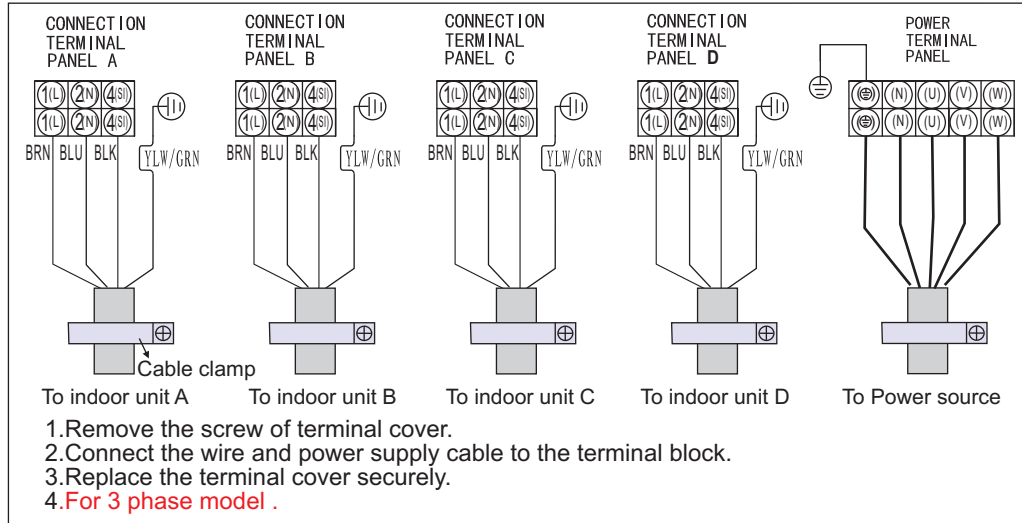 CONNECTION
TERMINAL
PANEL A
CONNECTION
TERMINAL
PANEL B
CONNECTION
TERMINAL
PANEL C
CONNECTION
TERMINAL
PANEL D
POWER
TERMINAL
PANEL
1(L) 2(N) 4(SI)
1(L) 2(N) 4(SI)
BRN BLU BLK YLW/GRN
1(L) 2(N) 4(SI)
1(L) 2(N) 4(SI)
BRN BLU BLK YLW/GRN
1(L) 2(N) 4(SI)
1(L) 2(N) 4(SI)
BRN BLU BLK YLW/GRN
1(L) 2(N) 4(SI)
1(L) 2(N) 4(SI)
BRN BLU BLK YLW/GRN
(N) (U) (V) (W)
(N) (U) (V) (W)
Cable clamp
To indoor unit A
To indoor unit B
To indoor unit C
To indoor unit D
To Power source
1.Remove the screw of terminal cover.
2.Connect the wire and power supply cable to the terminal block.
3.Replace the terminal cover securely.
4.For 3 phase model .